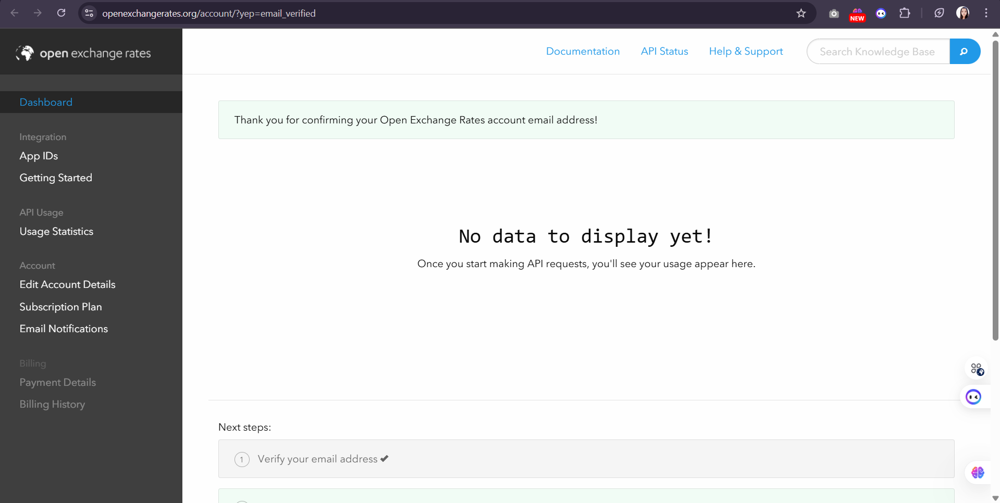 openexchangerates.org/account/?yep=email_verified
NEW
open exchange rates
Documentation
API Status
Help & Support
Search Knowledge Base
Dashboard
Integration
App IDs
Getting Started
API Usage
Usage Statistics
Account
Edit Account Details
Subscription Plan
Email Notifications
Billing
Payment Details
Billing History
Thank you for confirming your Open Exchange Rates account email address!
No data to display yet!
Once you start making API requests, you'll see your usage appear here.
Next steps:
1 Verify your email address ✔